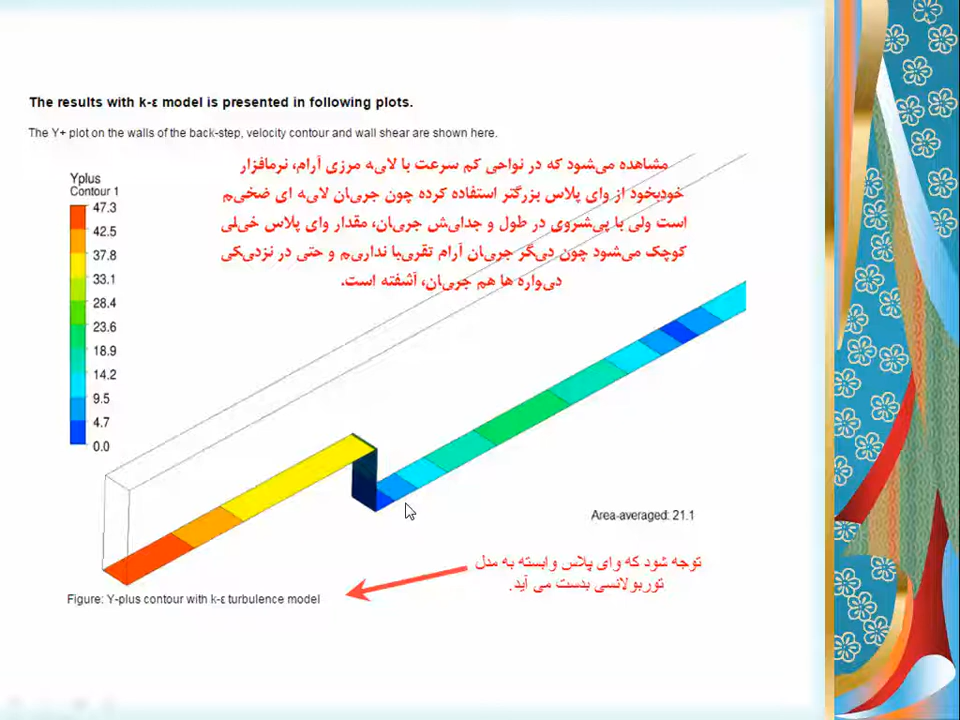 The results with k-ε model is presented in following plots.
The Y+ plot on the walls of the back-step, velocity contour and wall shear are shown here.
مشاهده می‌شود که در نواحی کم سرعت با لایه مرزی آرام، نرم‌افزار
خودبخود از وای پلاس بزرگتر استفاده کرده چون جریان لایه ای ضخیم
است ولی با پیشروی در طول و جدایش جریان، مقدار وای پلاس خیلی
کوچک می‌شود چون دیگر جریان آرام تقریبا نداریم و حتی در نزدیکی
دیواره ها هم جریان، آشفته است.
Yplus
Contour 1
47.3
42.5
37.8
33.1
28.4
23.6
18.9
14.2
9.5
4.7
0.0
Area-averaged: 21.1
توجه شود که وای پلاس وابسته به مدل
توربولانسی بدست می آید.
Figure: Y-plus contour with k-ε turbulence model